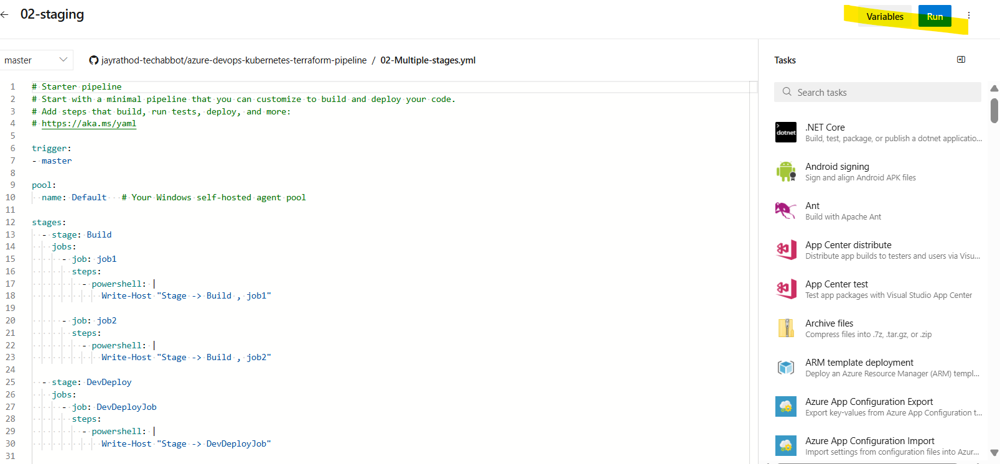 02-staging
Variables
Run
master
jayrathod-techabbot/azure-devops-kubernetes-terraform-pipeline / 02-Multiple-stages.yml
1 # Starter pipeline
2 # Start with a minimal pipeline that you can customize to build and deploy your code.
3 # Add steps that build, run tests, deploy, and more:
4 # https://aka.ms/yaml
5
6 trigger:
7 - master
8
9 pool:
10   name: Default   # Your Windows self-hosted agent pool
11
12 stages:
13   - stage: Build
14     jobs:
15       - job: job1
16         steps:
17           - powershell: |
18               Write-Host "Stage -> Build , job1"
19
20       - job: job2
21         steps:
22           - powershell: |
23               Write-Host "Stage -> Build , job2"
24
25   - stage: DevDeploy
26     jobs:
27       - job: DevDeployJob
28         steps:
29           - powershell: |
30               Write-Host "Stage -> DevDeployJob"
31
Tasks
Search tasks
dotnet
.NET Core
Build, test, package, or publish a dotnet applicatio...
Android signing
Sign and align Android APK files
Ant
Build with Apache Ant
App Center distribute
Distribute app builds to testers and users via Visu...
App Center test
Test app packages with Visual Studio App Center
Archive files
Compress files into .7z, .tar.gz, or .zip
ARM template deployment
Deploy an Azure Resource Manager (ARM) templ...
Azure App Configuration Export
Export key-values from Azure App Configuration t...
Azure App Configuration Import
Import settings from configuration files into Azur...